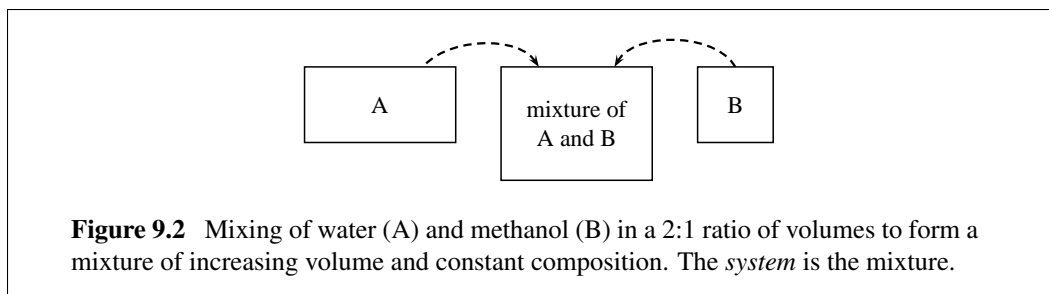 A
mixture of
A and B
B
Figure 9.2 Mixing of water (A) and methanol (B) in a 2:1 ratio of volumes to form a
mixture of increasing volume and constant composition. The system is the mixture.